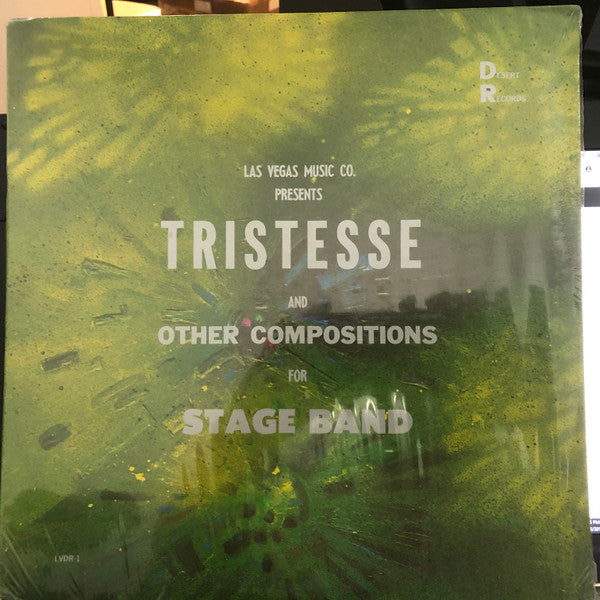 DESERT
RECORDS
LAS VEGAS MUSIC CO.
PRESENTS
TRISTESSE
AND
OTHER COMPOSITIONS
FOR
STAGE BAND
LVDR-1